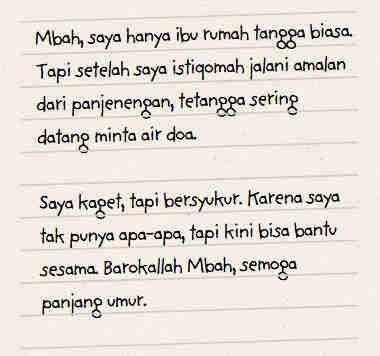 Mbah, saya hanya ibu rumah tangga biasa.
Tapi setelah saya istiqomah jalani amalan
dari panjenengan, tetangga sering
datang minta air doa.
Saya kaget, tapi bersyukur. Karena saya
tak punya apa-apa, tapi kini bisa bantu
sesama. Barokallah Mbah, semoga
panjang umur.